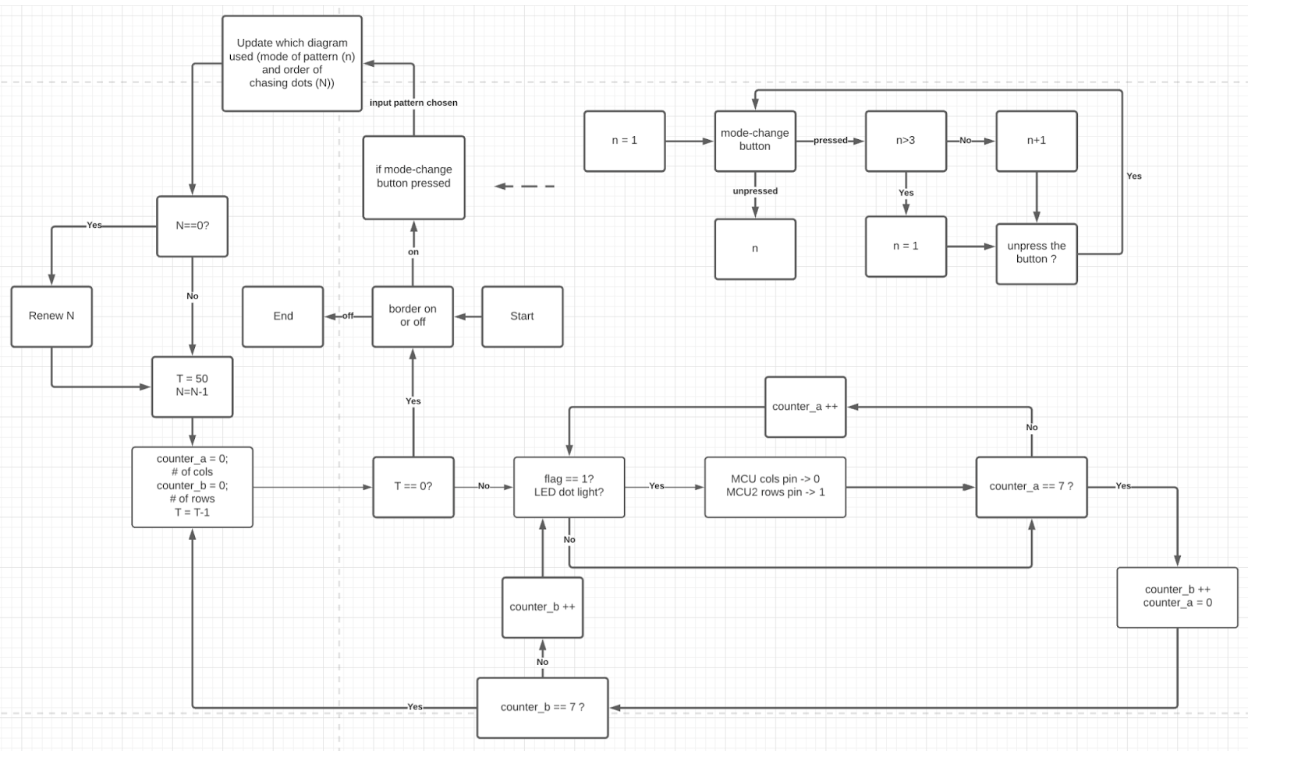 Update which diagram
used (mode of pattern (n)
and order of
chasing dots (N))
input pattern chosen
if mode-change
button pressed
n = 1
mode-change
button
pressed
n>3
No
n+1
Yes
unpressed
Yes
n
n = 1
unpress the
button ?
N==0?
Yes
on
No
Renew N
End
off
border on
or off
Start
T = 50
N=N-1
Yes
counter_a ++
No
counter_a = 0;
# of cols
counter_b = 0;
# of rows
T = T-1
T == 0?
No
flag == 1?
LED dot light?
Yes
MCU cols pin -> 0
MCU2 rows pin -> 1
counter_a == 7 ?
Yes
No
counter_b ++
counter_a = 0
counter_b ++
No
counter_b == 7 ?
Yes